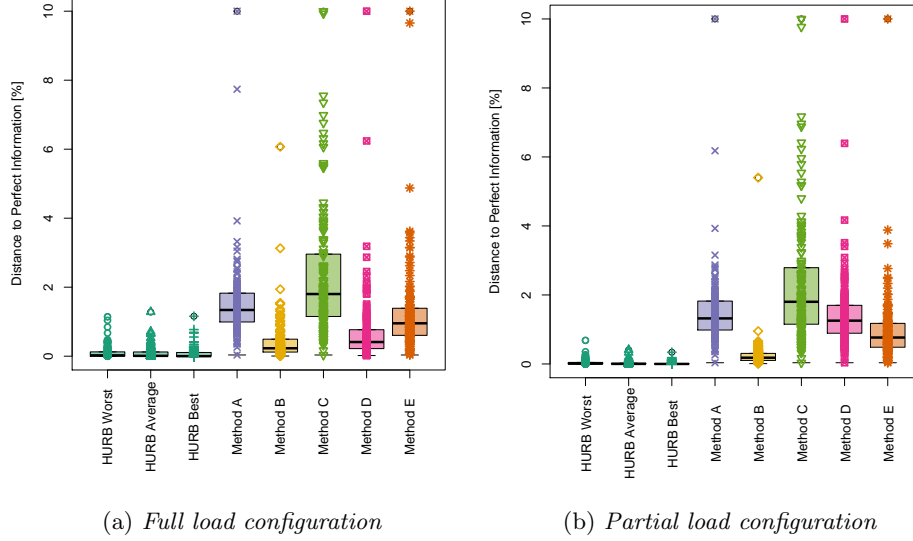 Distance to Perfect Information [%]
10
8
6
4
2
0
HURB Worst
HURB Average
HURB Best
Method A
Method B
Method C
Method D
Method E
(a) Full load configuration
Distance to Perfect Information [%]
10
8
6
4
2
0
HURB Worst
HURB Average
HURB Best
Method A
Method B
Method C
Method D
Method E
(b) Partial load configuration